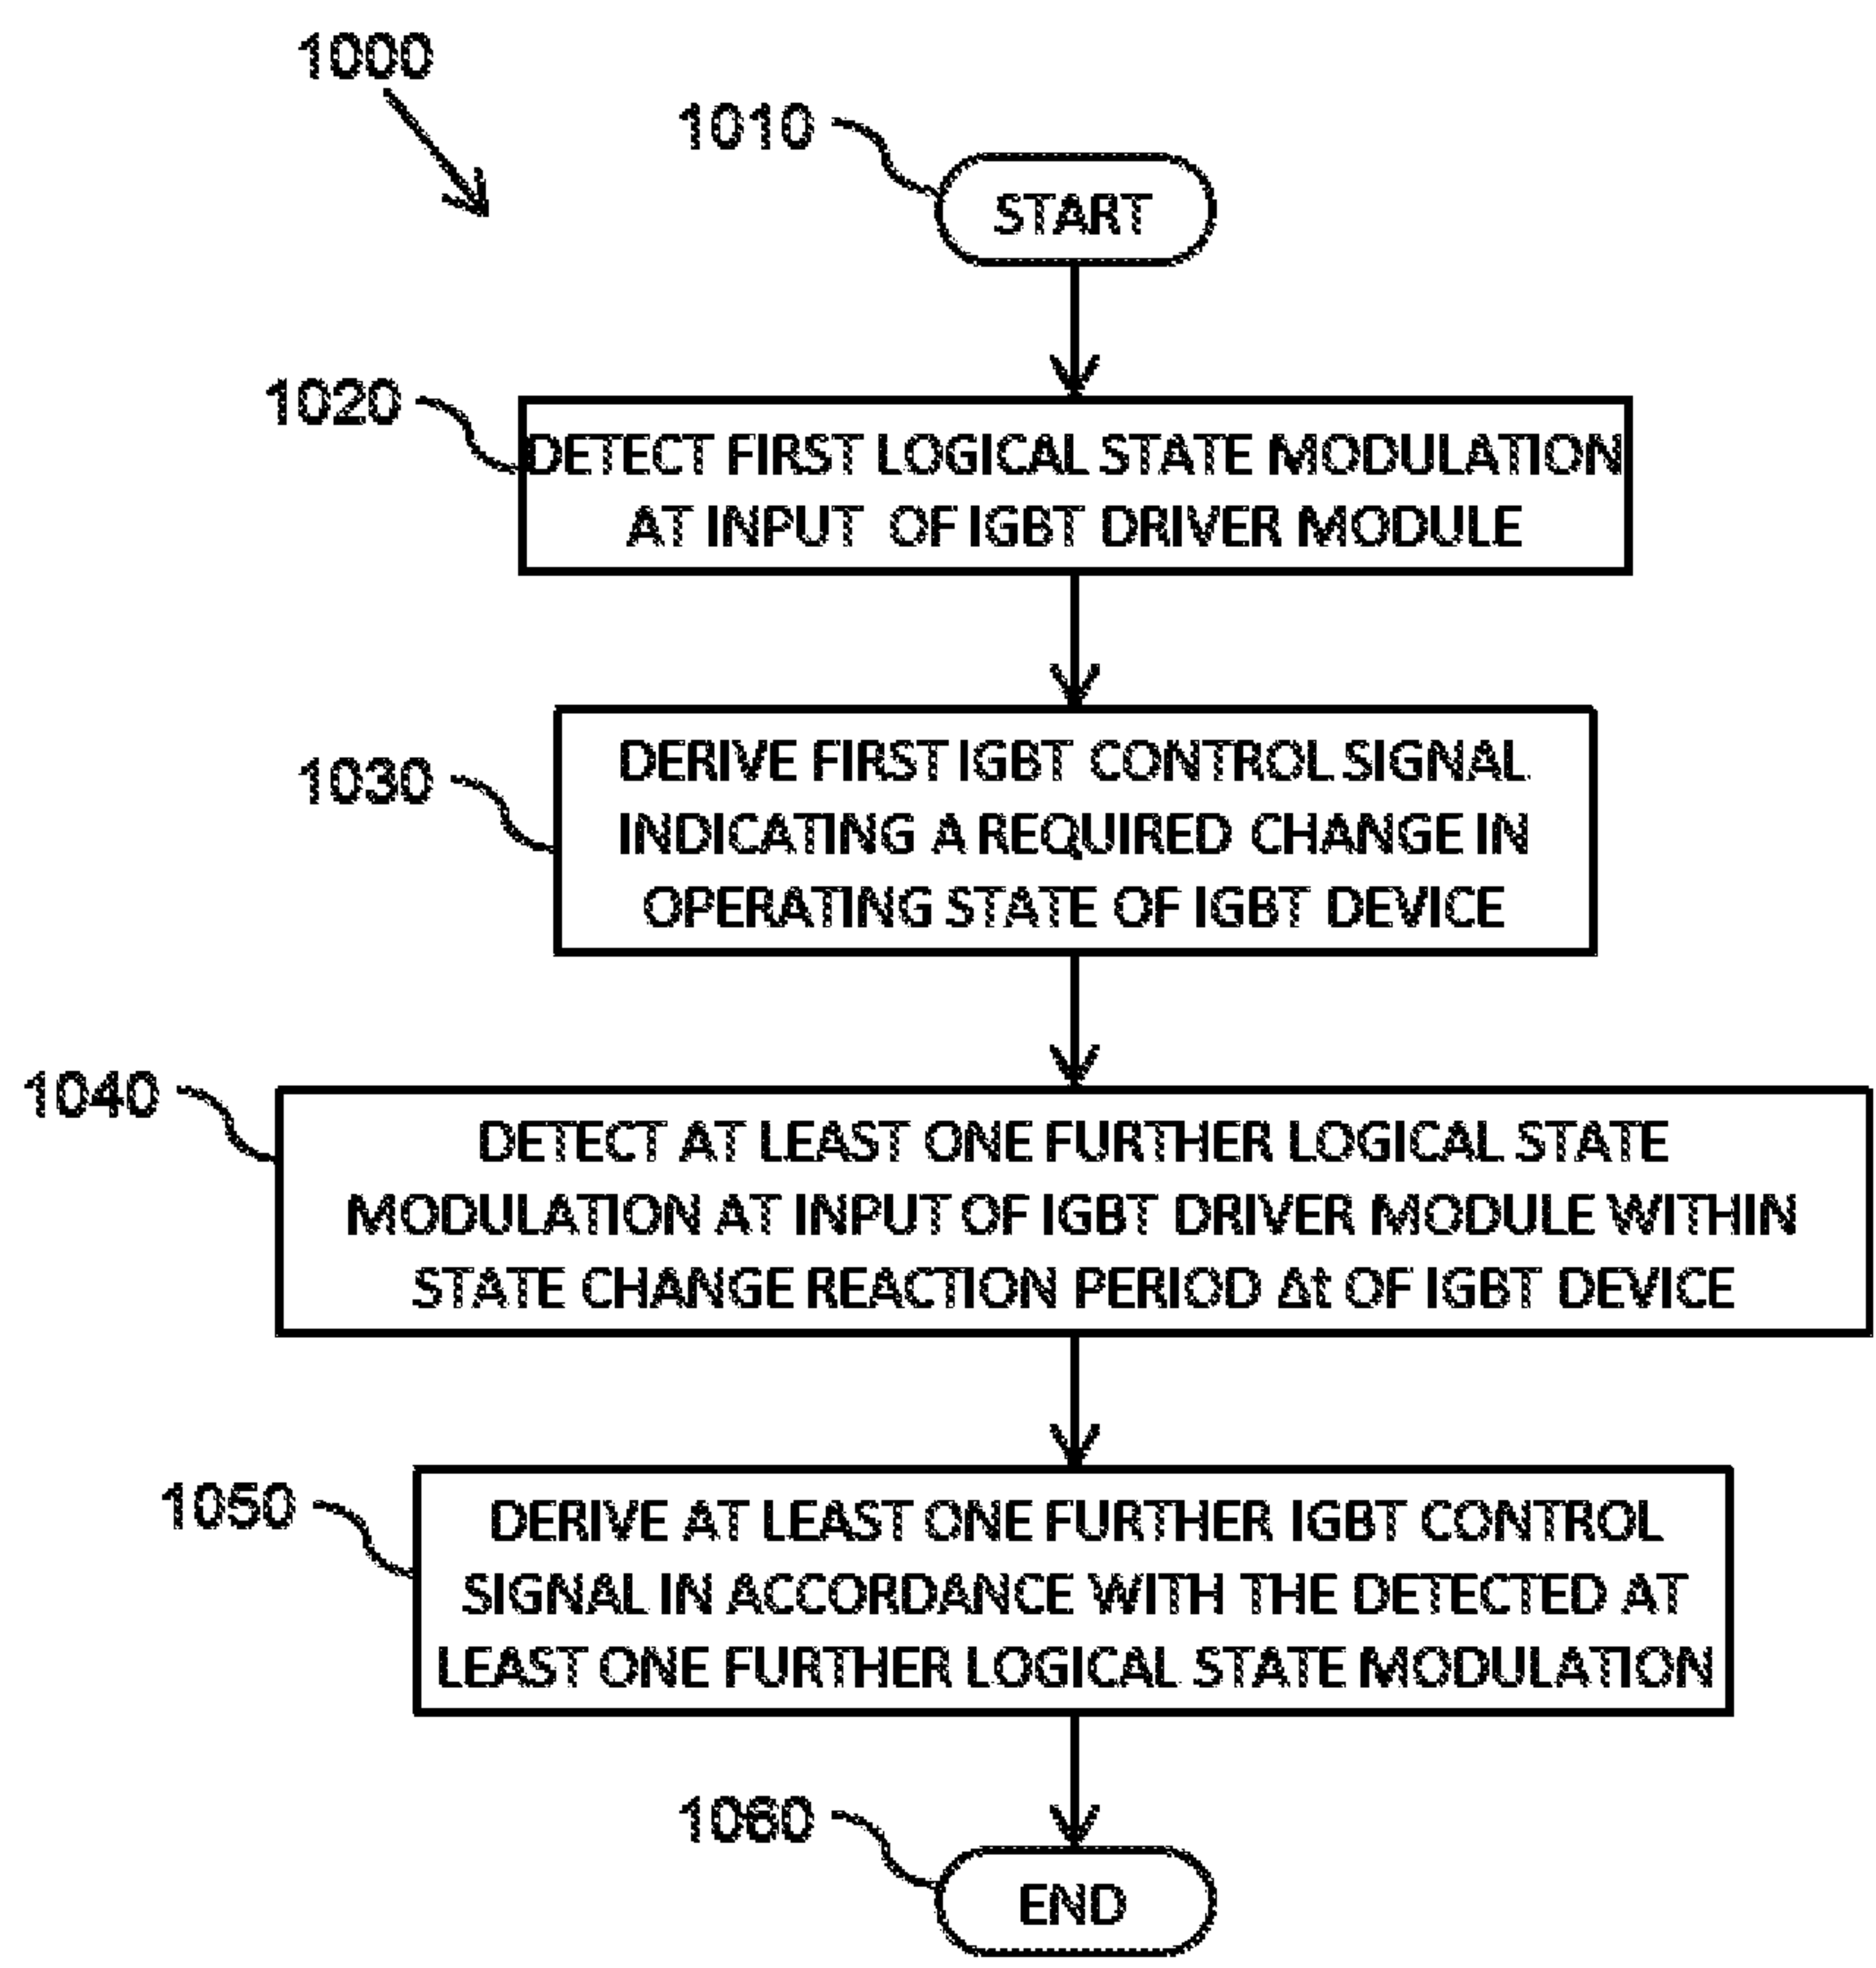 1000
1010
START
1020
DETECT FIRST LOGICAL STATE MODULATION
AT INPUT OF IGBT DRIVER MODULE
1030
DERIVE FIRST IGBT CONTROL SIGNAL
INDICATING A REQUIRED CHANGE IN
OPERATING STATE OF IGBT DEVICE
1040
DETECT AT LEAST ONE FURTHER LOGICAL STATE
MODULATION AT INPUT OF IGBT DRIVER MODULE WITHIN
STATE CHANGE REACTION PERIOD Δt OF IGBT DEVICE
1050
DERIVE AT LEAST ONE FURTHER IGBT CONTROL
SIGNAL IN ACCORDANCE WITH THE DETECTED AT
LEAST ONE FURTHER LOGICAL STATE MODULATION
1060
END